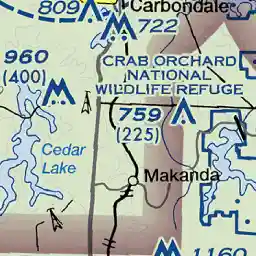 Carbondale
809
722
960
(400)
CRAB ORCHARD
NATIONAL
WILDLIFE REFUGE
759
(225)
Cedar
Lake
Makanda
1160